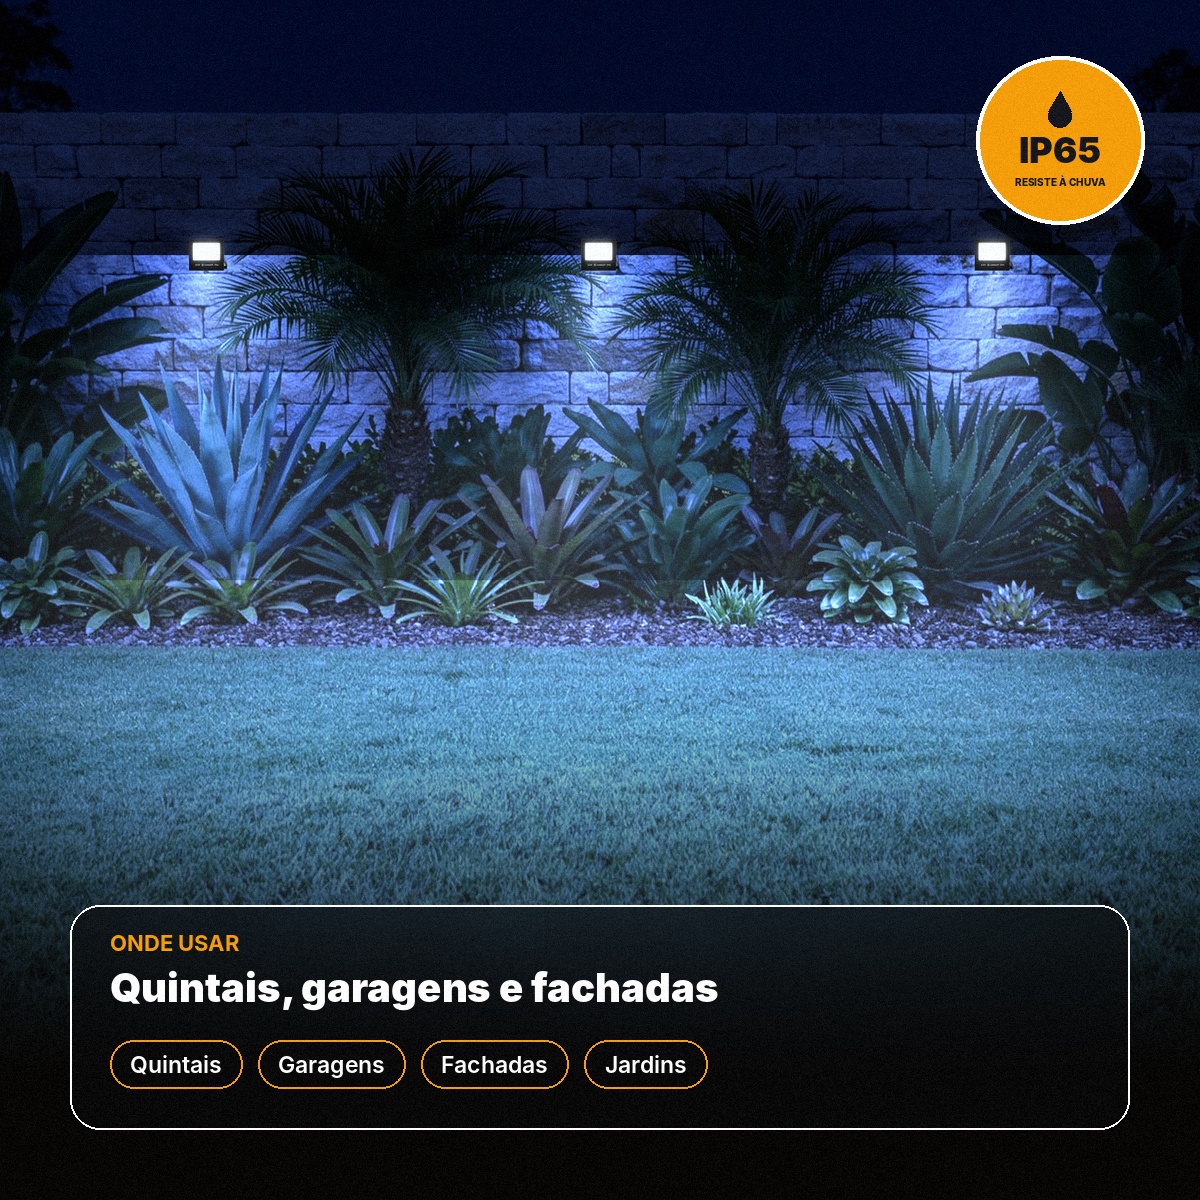 IP65
RESISTE À CHUVA
ONDE USAR
Quintais, garagens e fachadas
Quintais
Garagens
Fachadas
Jardins